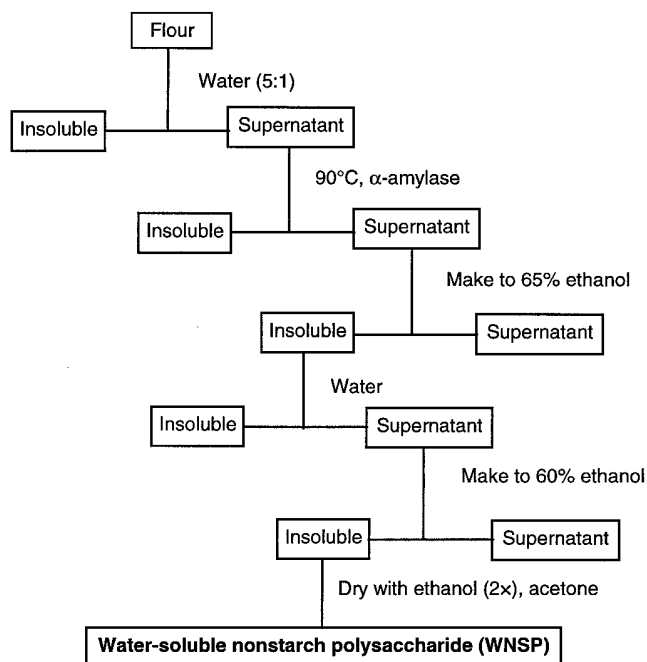 Flour
Water (5:1)
Insoluble
Supernatant
90°C, α-amylase
Insoluble
Supernatant
Make to 65% ethanol
Insoluble
Supernatant
Water
Insoluble
Supernatant
Make to 60% ethanol
Insoluble
Supernatant
Dry with ethanol (2×), acetone
Water-soluble nonstarch polysaccharide (WNSP)